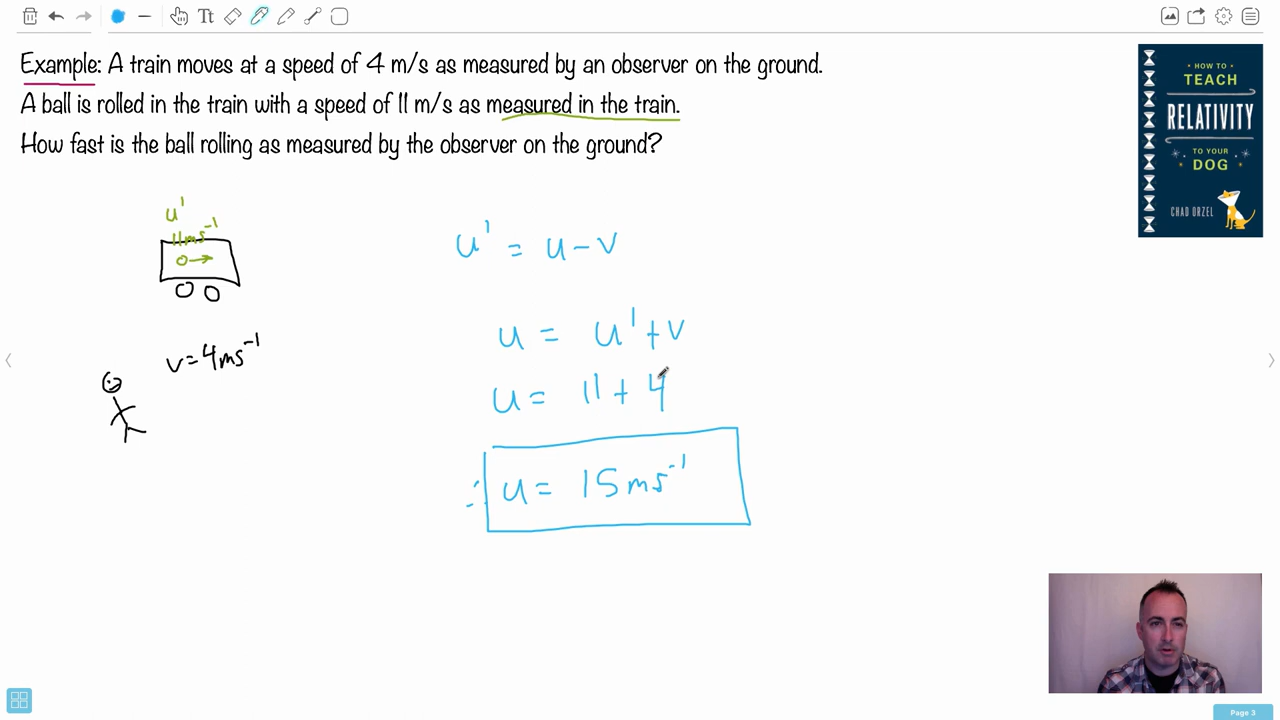 Tt
Example: A train moves at a speed of 4 m/s as measured by an observer on the ground.
A ball is rolled in the train with a speed of 11 m/s as measured in the train.
How fast is the ball rolling as measured by the observer on the ground?
HOW TO
TEACH
RELATIVITY
TO YOUR
DOG
CHAD ORZEL
u'
11ms⁻¹
v=4ms⁻¹
u' = u-v
u = u'+v
u = 11+4
∴ u = 15ms⁻¹
Page 3